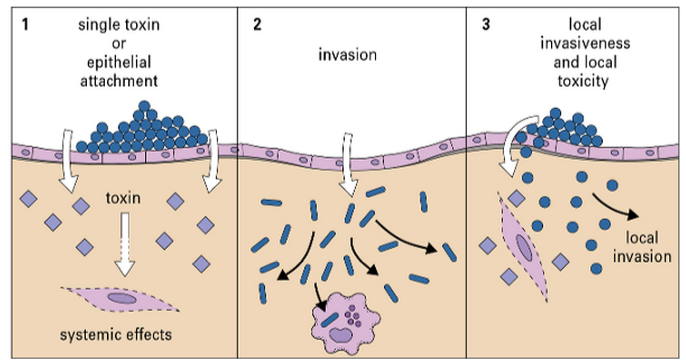 1
single toxin
or
epithelial
attachment
toxin
systemic effects
2
invasion
3
local
invasiveness
and local
toxicity
local
invasion